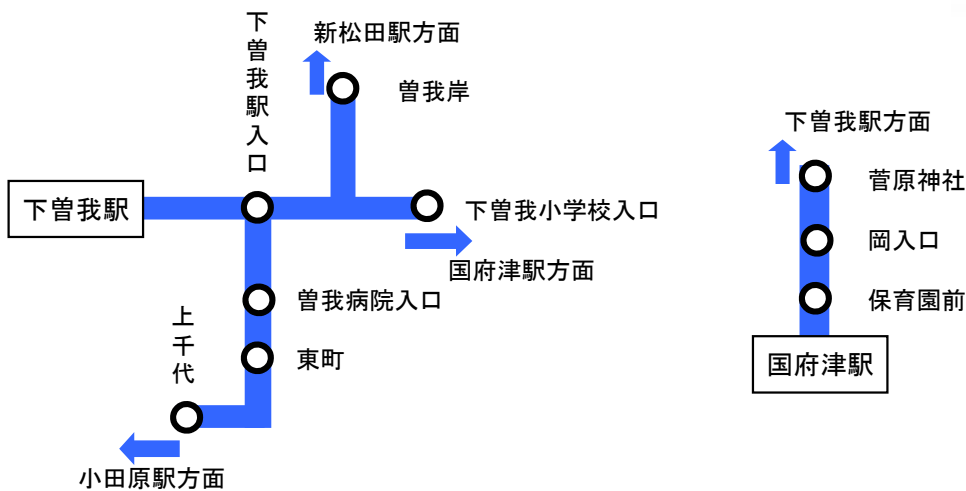 下曽我駅入口
新松田駅方面
曽我岸
下曽我駅
下曽我小学校入口
国府津駅方面
曽我病院入口
東町
上千代
小田原駅方面
下曽我駅方面
菅原神社
岡入口
保育園前
国府津駅